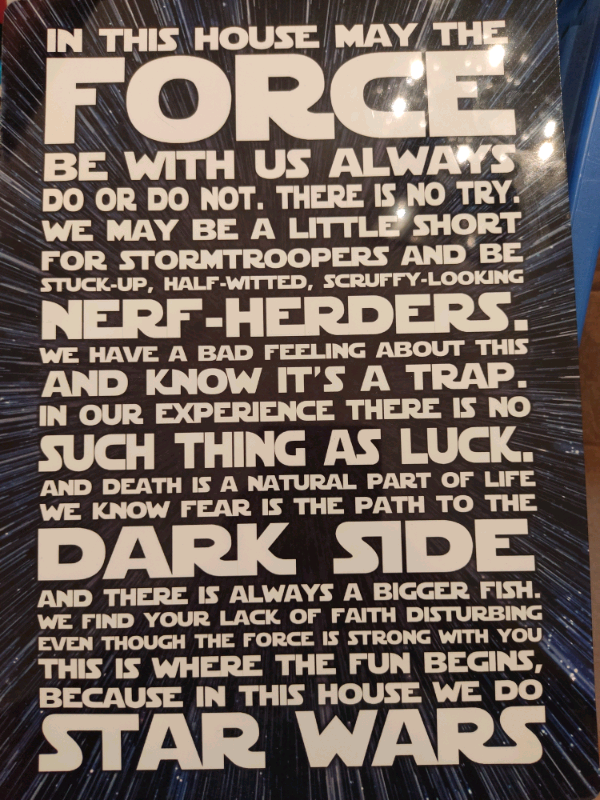 IN THIS HOUSE MAY THE
FORCE
BE WITH US ALWAYS
DO OR DO NOT. THERE IS NO TRY.
WE MAY BE A LITTLE SHORT
FOR STORMTROOPERS AND BE
STUCK-UP, HALF-WITTED, SCRUFFY-LOOKING
NERF-HERDERS.
WE HAVE A BAD FEELING ABOUT THIS
AND KNOW IT'S A TRAP.
IN OUR EXPERIENCE THERE IS NO
SUCH THING AS LUCK.
AND DEATH IS A NATURAL PART OF LIFE
WE KNOW FEAR IS THE PATH TO THE
DARK SIDE
AND THERE IS ALWAYS A BIGGER FISH.
WE FIND YOUR LACK OF FAITH DISTURBING
EVEN THOUGH THE FORCE IS STRONG WITH YOU
THIS IS WHERE THE FUN BEGINS,
BECAUSE IN THIS HOUSE WE DO
STAR WARS